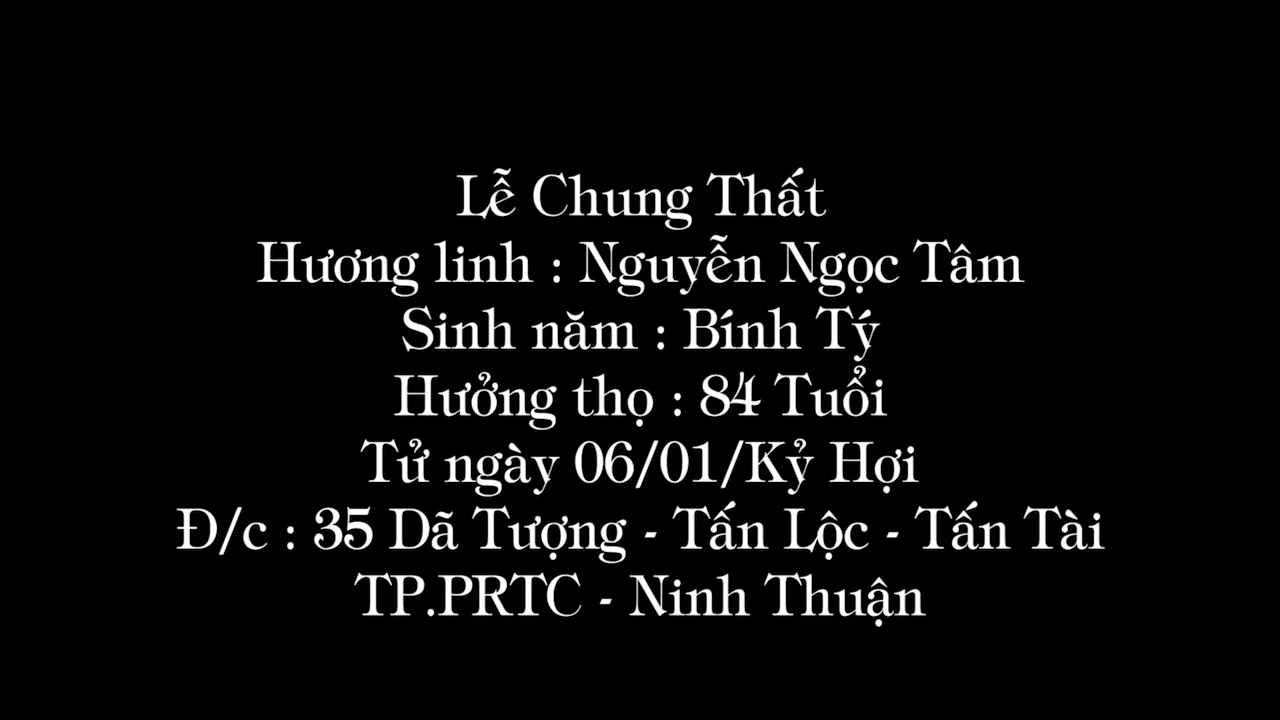 Lễ Chung Thất
Hương linh : Nguyễn Ngọc Tâm
Sinh năm : Bính Tý
Hưởng thọ : 84 Tuổi
Tử ngày 06/01/Kỷ Hợi
Đ/c : 35 Dã Tượng - Tấn Lộc - Tấn Tài
TP.PRTC - Ninh Thuận